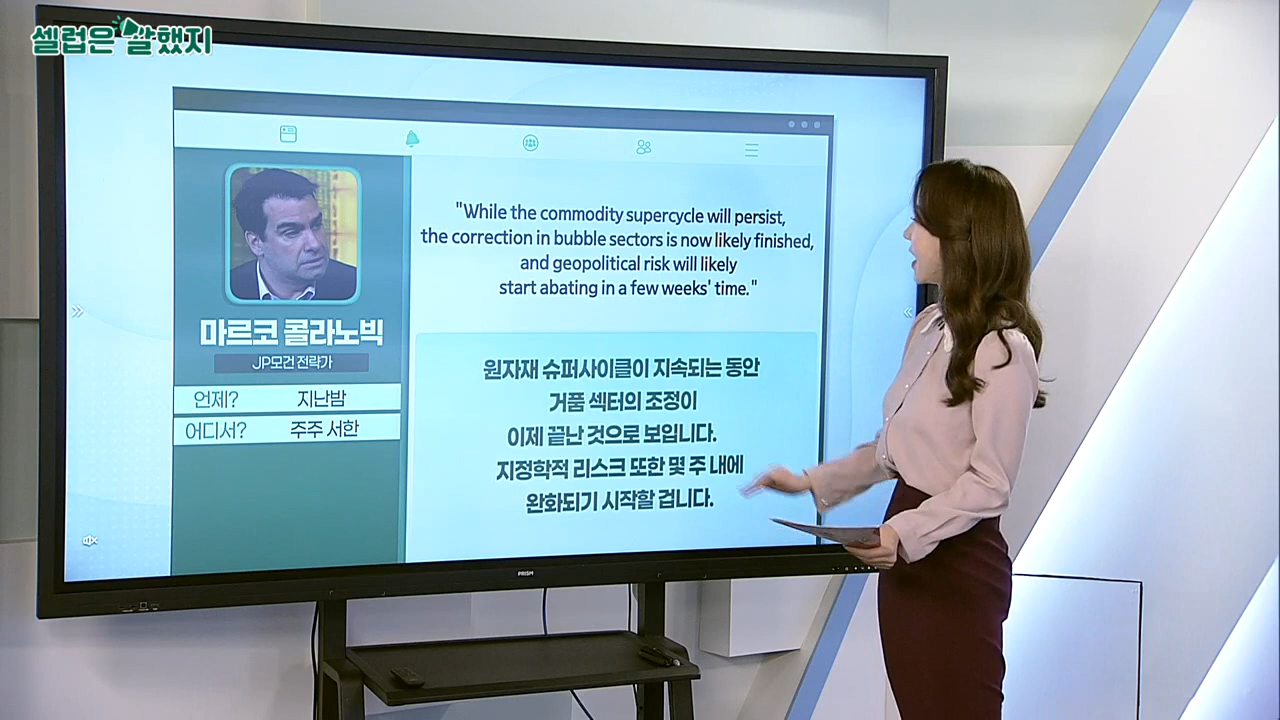 셀럽은 말했지
"While the commodity supercycle will persist,
the correction in bubble sectors is now likely finished,
and geopolitical risk will likely
start abating in a few weeks' time."
마르코 콜라노빅
JP모건 전략가
언제? 지난밤
어디서? 주주 서한
원자재 슈퍼사이클이 지속되는 동안
거품 섹터의 조정이
이제 끝난 것으로 보입니다.
지정학적 리스크 또한 몇 주 내에
완화되기 시작할 겁니다.
PRISM